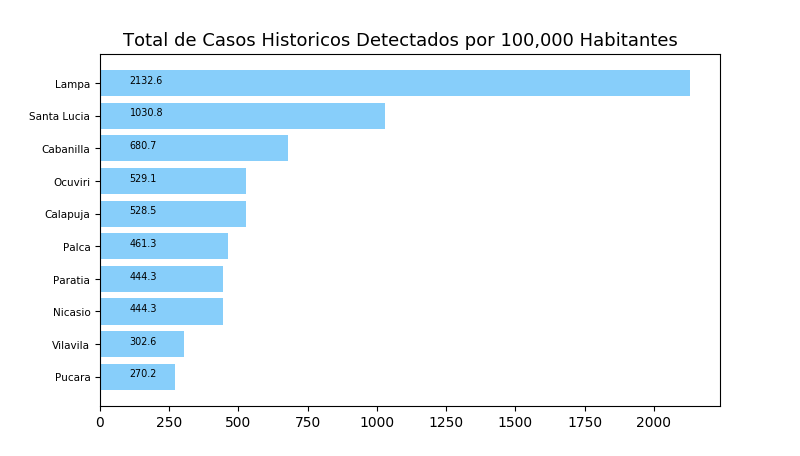 Total de Casos Historicos Detectados por 100,000 Habitantes
Lampa 2132.6
Santa Lucia 1030.8
Cabanilla 680.7
Ocuviri 529.1
Calapuja 528.5
Palca 461.3
Paratia 444.3
Nicasio 444.3
Vilavila 302.6
Pucara 270.2
0 250 500 750 1000 1250 1500 1750 2000